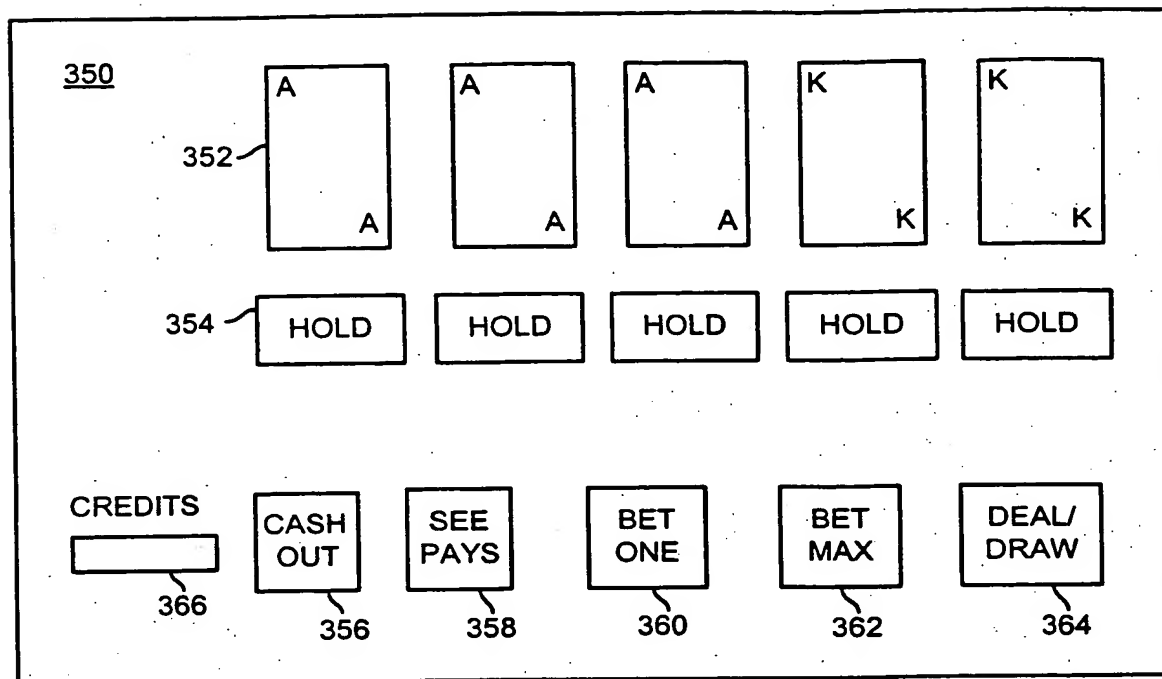 350
A A A K K
352
A A A K K
354 HOLD HOLD HOLD HOLD HOLD
CREDITS
CASH OUT
SEE PAYS
BET ONE
BET MAX
DEAL/ DRAW
366 356 358 360 362 364